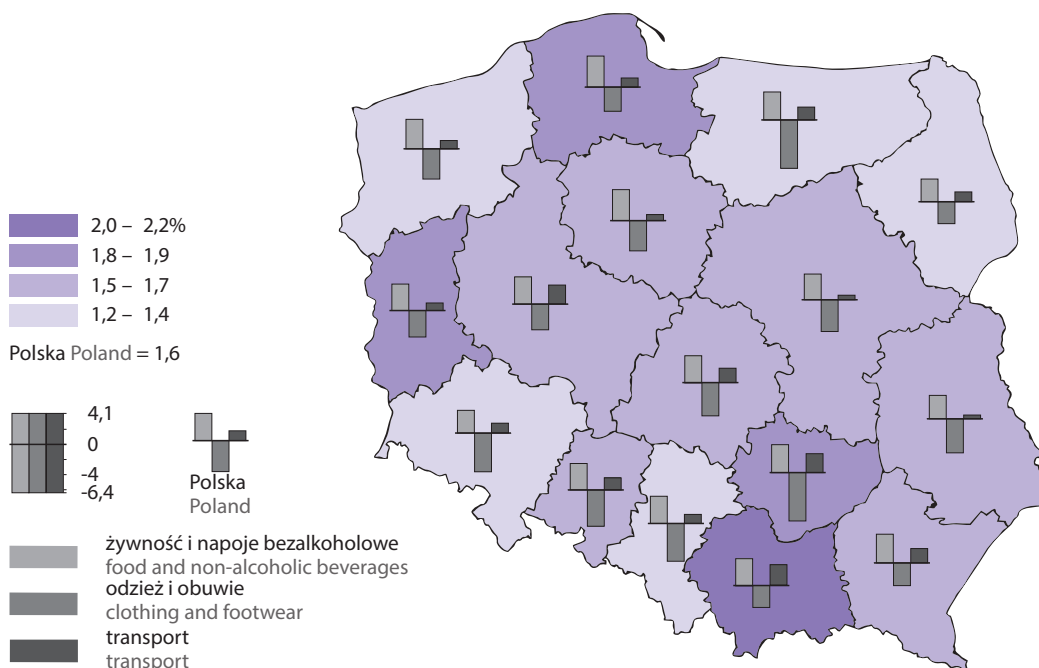 2,0 – 2,2%
1,8 – 1,9
1,5 – 1,7
1,2 – 1,4
Polska Poland = 1,6
4,1
0
-4
-6,4
Polska
Poland
żywność i napoje bezalkoholowe
food and non-alcoholic beverages
odzież i obuwie
clothing and footwear
transport
transport